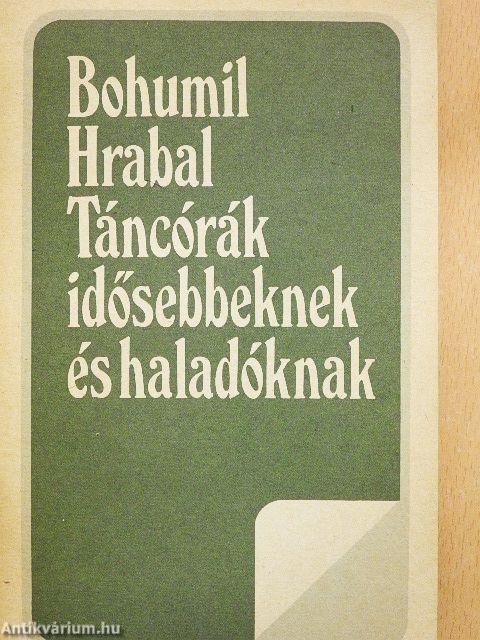 Bohumil
Hrabal
Táncórák
idősebbeknek
és haladóknak
Antikvárium.hu